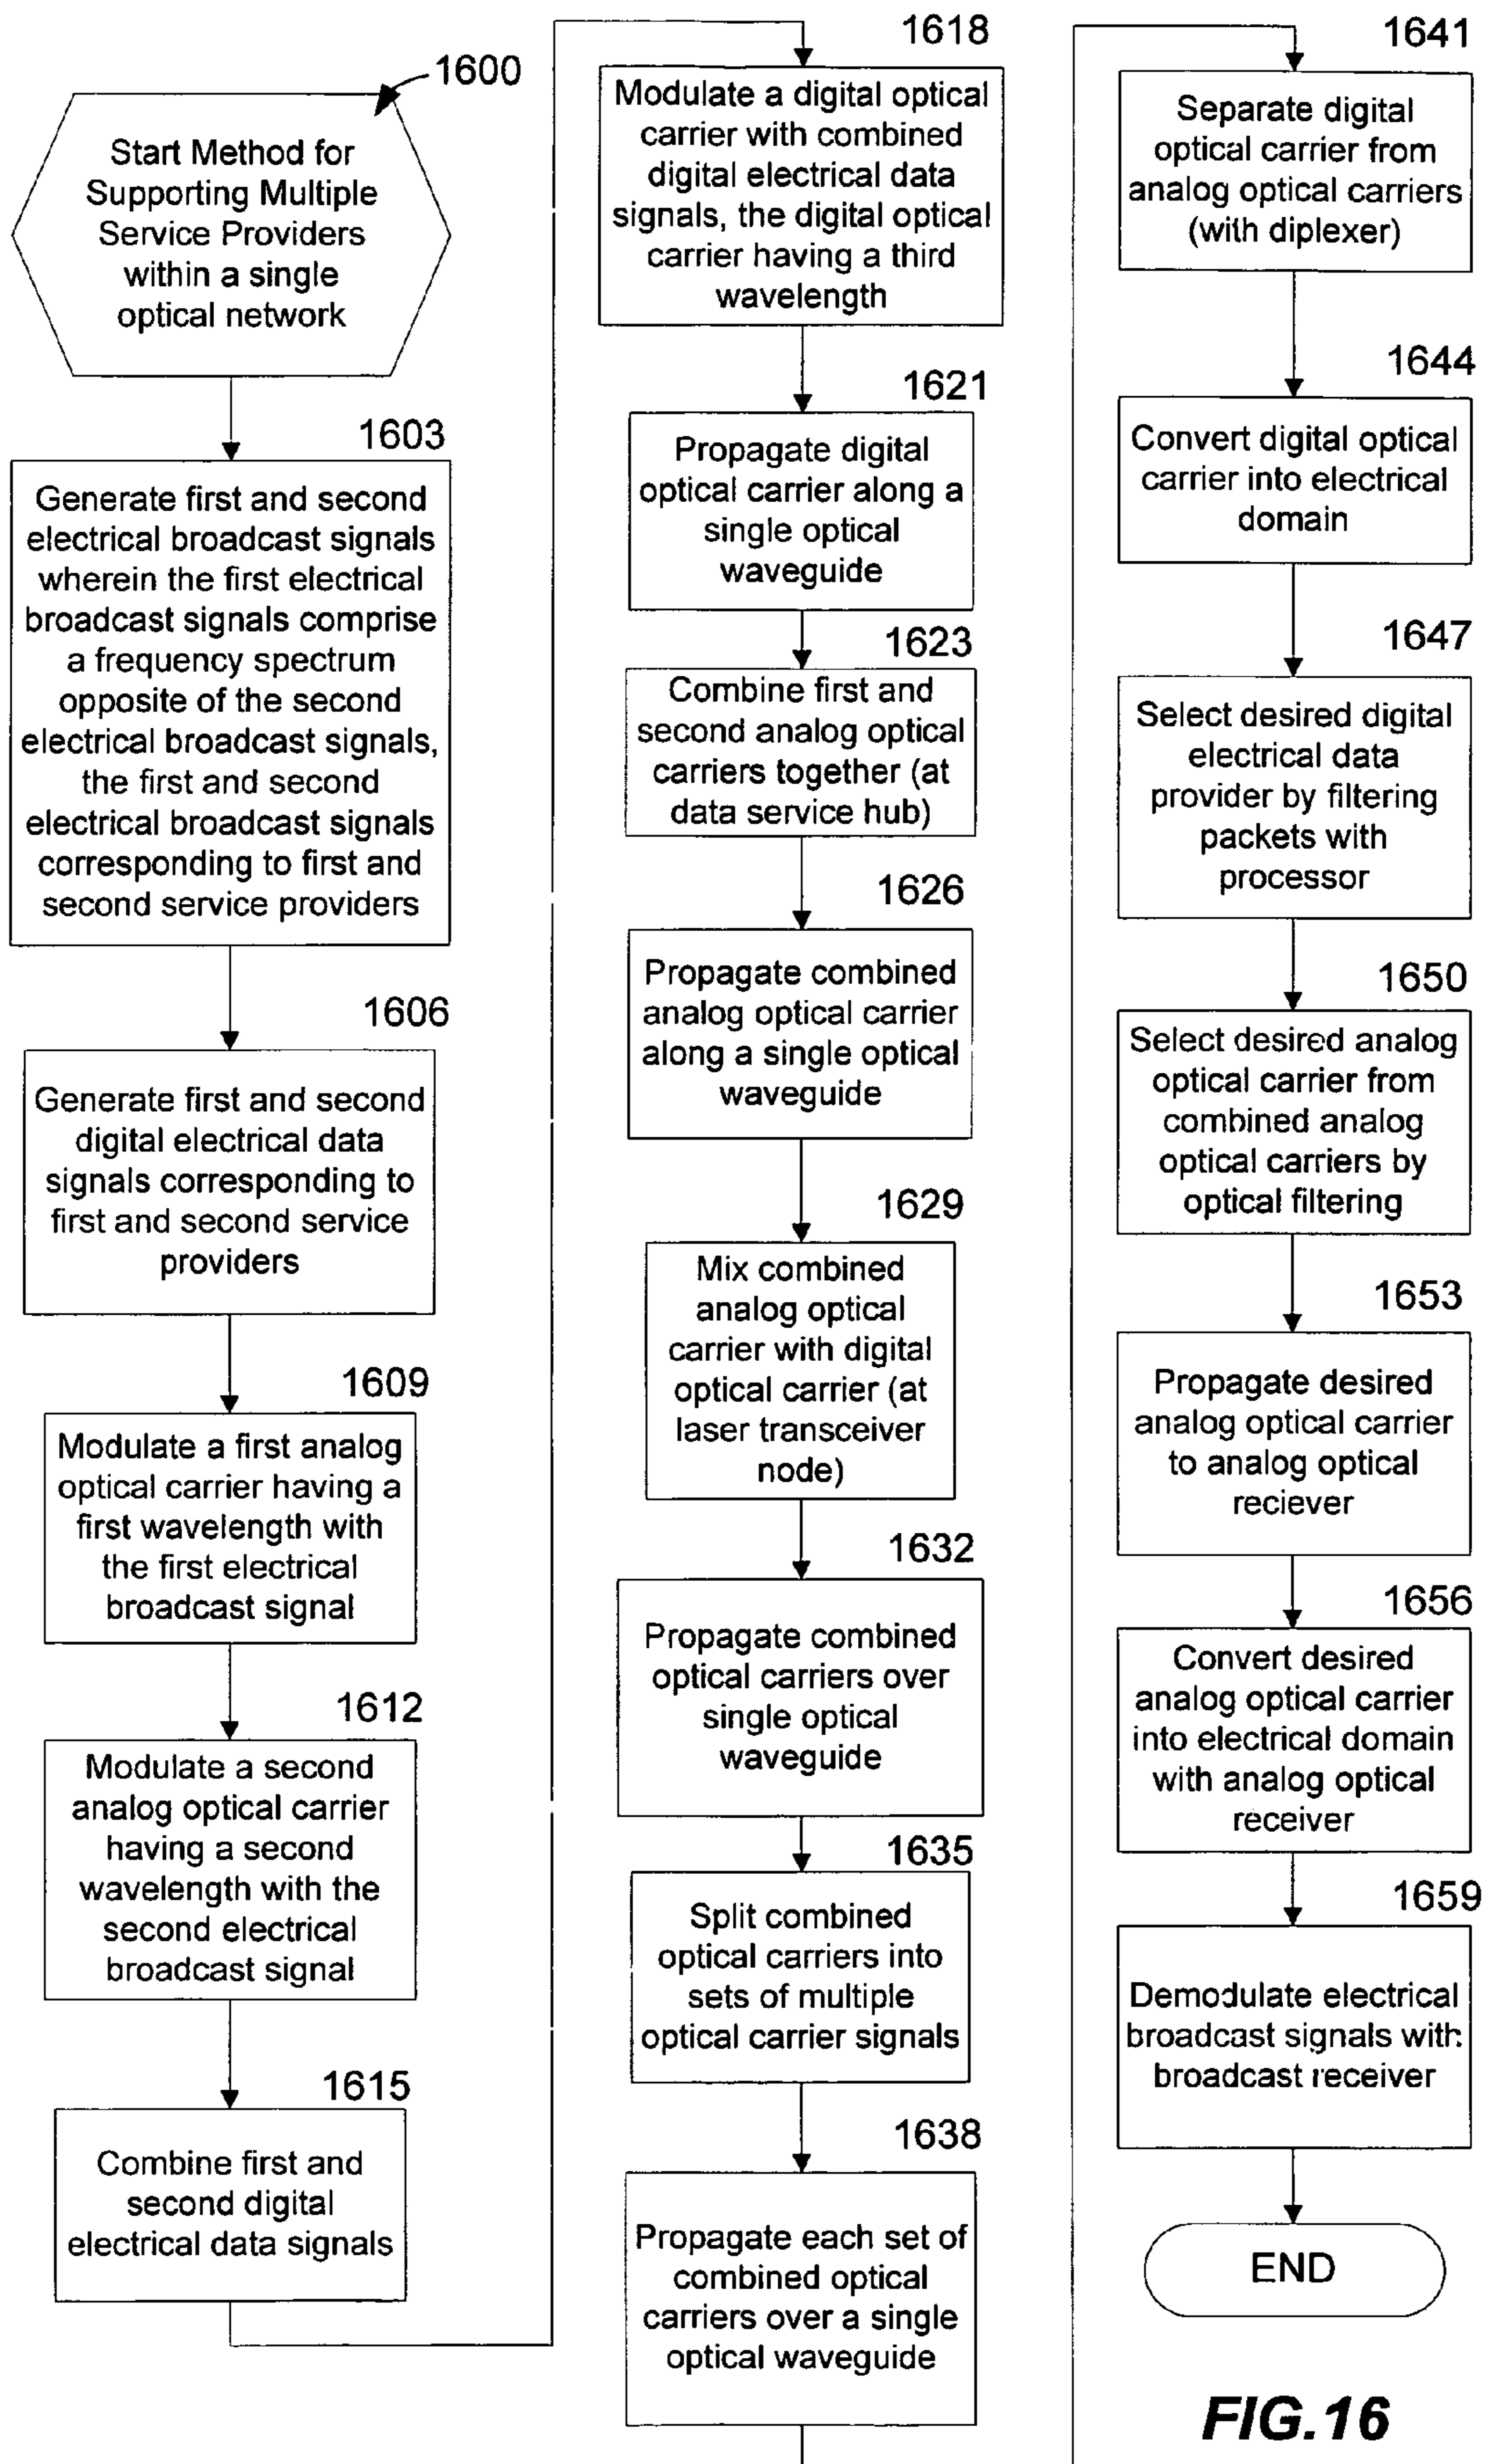 1600
Start Method for
Supporting Multiple
Service Providers
within a single
optical network
1603
Generate first and second
electrical broadcast signals
wherein the first electrical
broadcast signals comprise
a frequency spectrum
opposite of the second
electrical broadcast signals,
the first and second
electrical broadcast signals
corresponding to first and
second service providers
1606
Generate first and second
digital electrical data
signals corresponding to
first and second service
providers
1609
Modulate a first analog
optical carrier having a
first wavelength with
the first electrical
broadcast signal
1612
Modulate a second
analog optical carrier
having a second
wavelength with the
second electrical
broadcast signal
1615
Combine first and
second digital
electrical data signals
1618
Modulate a digital optical
carrier with combined
digital electrical data
signals, the digital optical
carrier having a third
wavelength
1621
Propagate digital
optical carrier along a
single optical
waveguide
1623
Combine first and
second analog optical
carriers together (at
data service hub)
1626
Propagate combined
analog optical carrier
along a single optical
waveguide
1629
Mix combined
analog optical
carrier with digital
optical carrier (at
laser transceiver
node)
1632
Propagate combined
optical carriers over
single optical
waveguide
1635
Split combined
optical carriers into
sets of multiple
optical carrier signals
1638
Propagate each set of
combined optical
carriers over a single
optical waveguide
1641
Separate digital
optical carrier from
analog optical carriers
(with diplexer)
1644
Convert digital optical
carrier into electrical
domain
1647
Select desired digital
electrical data
provider by filtering
packets with
processor
1650
Select desired analog
optical carrier from
combined analog
optical carriers by
optical filtering
1653
Propagate desired
analog optical carrier
to analog optical
reciever
1656
Convert desired
analog optical carrier
into electrical domain
with analog optical
receiver
1659
Demodulate electrical
broadcast signals with
broadcast receiver
END
FIG.16